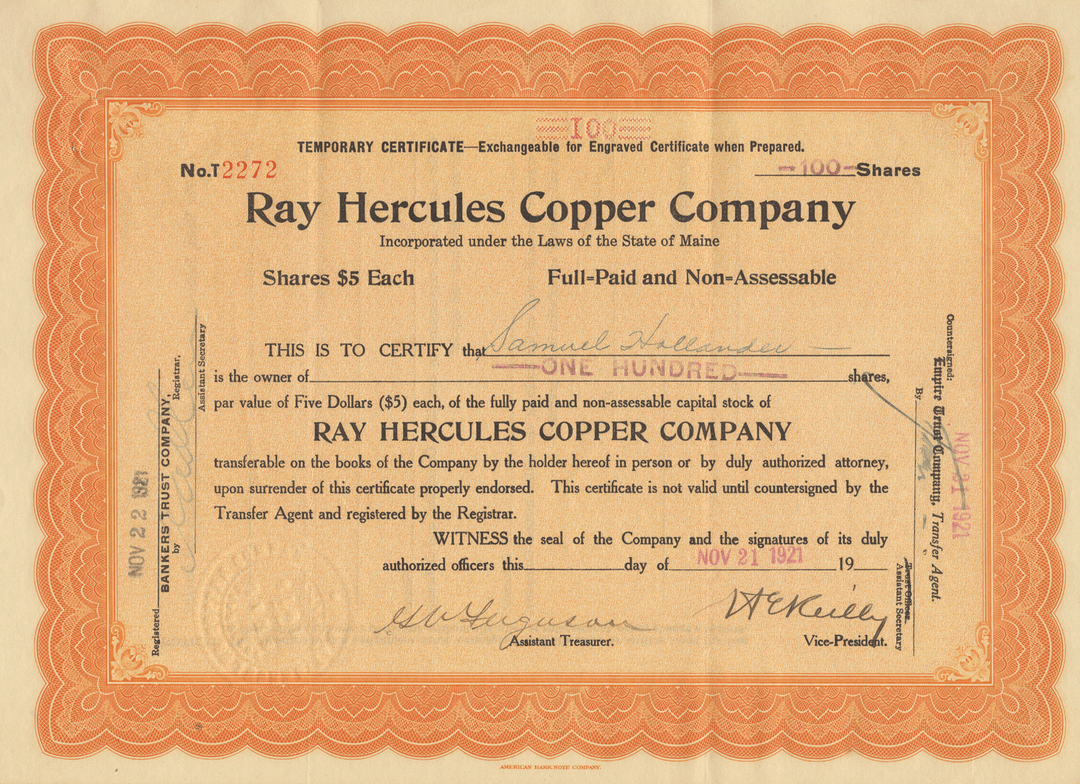 100
TEMPORARY CERTIFICATE—Exchangeable for Engraved Certificate when Prepared.
No.T2272
—100—Shares
Ray Hercules Copper Company
Incorporated under the Laws of the State of Maine
Shares $5 Each Full=Paid and Non=Assessable
THIS IS TO CERTIFY that Samuel Hollander
is the owner of —ONE HUNDRED— shares,
par value of Five Dollars ($5) each, of the fully paid and non-assessable capital stock of
RAY HERCULES COPPER COMPANY
transferable on the books of the Company by the holder hereof in person or by duly authorized attorney,
upon surrender of this certificate properly endorsed. This certificate is not valid until countersigned by the
Transfer Agent and registered by the Registrar.
WITNESS the seal of the Company and the signatures of its duly
authorized officers this day of NOV 21 1921 19
G W Ferguson
Assistant Treasurer.
H E Reilly
Vice-President.
NOV 22 1921
Registered
BANKERS TRUST COMPANY,
Registrar,
by
Assistant Secretary
Countersigned:
Empire Trust Company, Transfer Agent.
By
NOV 21 1921
Trust Officer.
Assistant Secretary
AMERICAN BANK NOTE COMPANY.